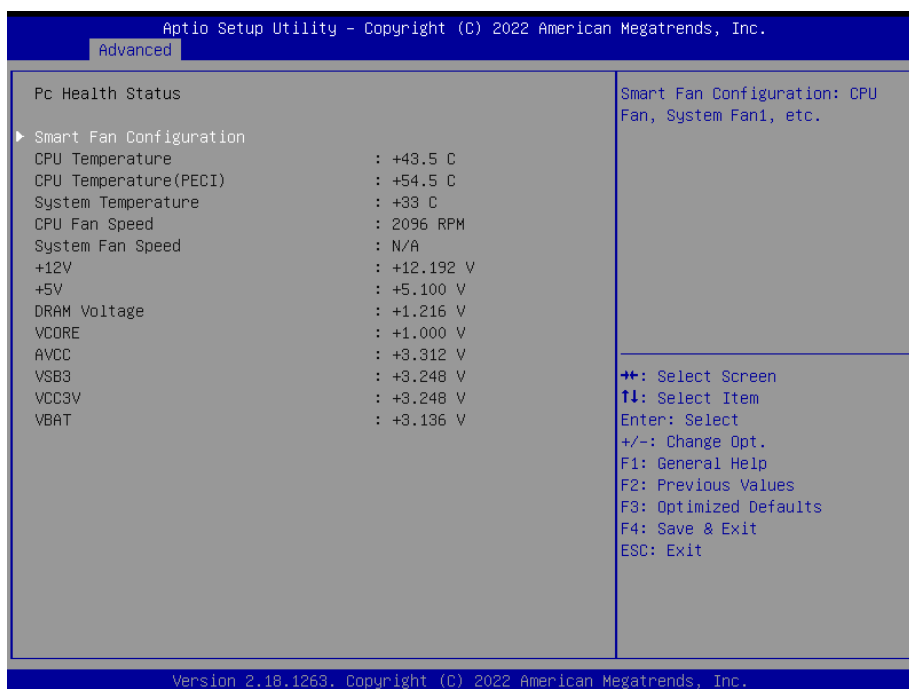 Aptio Setup Utility – Copyright (C) 2022 American Megatrends, Inc.
Advanced
Pc Health Status
Smart Fan Configuration
CPU Temperature : +43.5 C
CPU Temperature(PECI) : +54.5 C
System Temperature : +33 C
CPU Fan Speed : 2096 RPM
System Fan Speed : N/A
+12V : +12.192 V
+5V : +5.100 V
DRAM Voltage : +1.216 V
VCORE : +1.000 V
AVCC : +3.312 V
VSB3 : +3.248 V
VCC3V : +3.248 V
VBAT : +3.136 V
Smart Fan Configuration: CPU
Fan, System Fan1, etc.
→←: Select Screen
↑↓: Select Item
Enter: Select
+/-: Change Opt.
F1: General Help
F2: Previous Values
F3: Optimized Defaults
F4: Save & Exit
ESC: Exit
Version 2.18.1263. Copyright (C) 2022 American Megatrends, Inc.